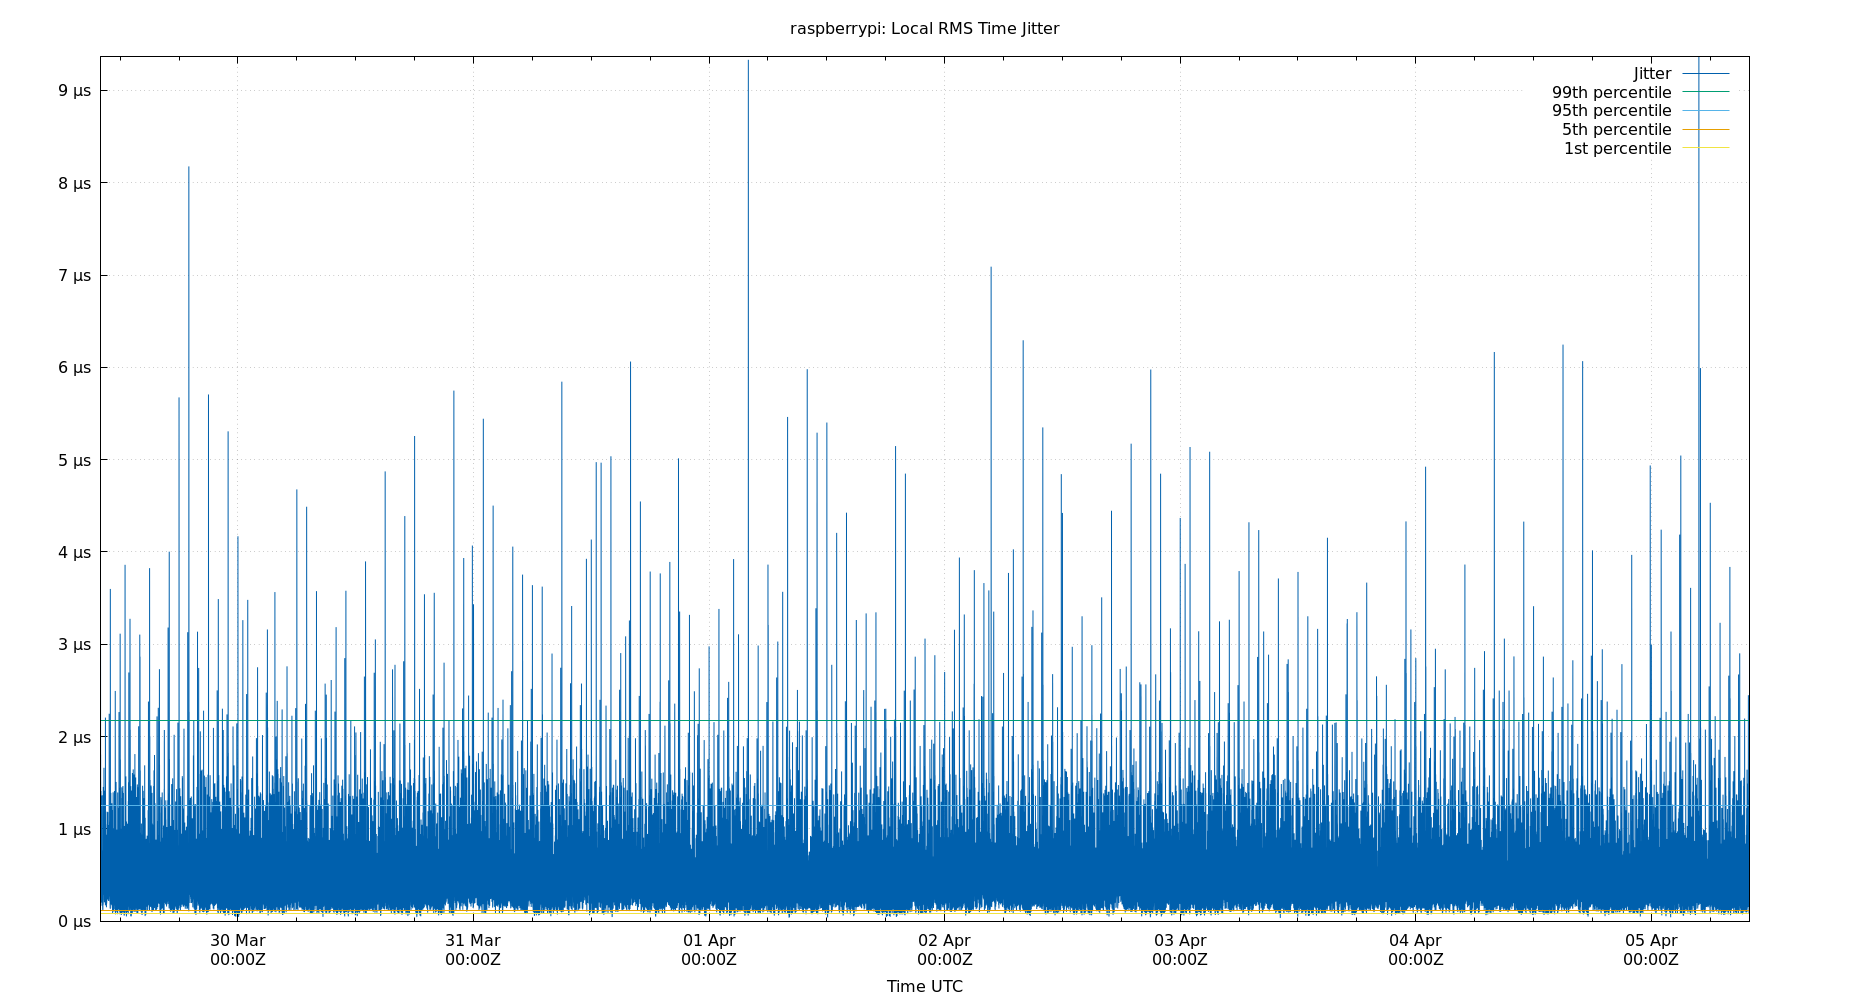 raspberrypi: Local RMS Time Jitter
Jitter
99th percentile
95th percentile
5th percentile
1st percentile
9 µs
8 µs
7 µs
6 µs
5 µs
4 µs
3 µs
2 µs
1 µs
0 µs
30 Mar 31 Mar 01 Apr 02 Apr 03 Apr 04 Apr 05 Apr
00:00Z 00:00Z 00:00Z 00:00Z 00:00Z 00:00Z 00:00Z
Time UTC